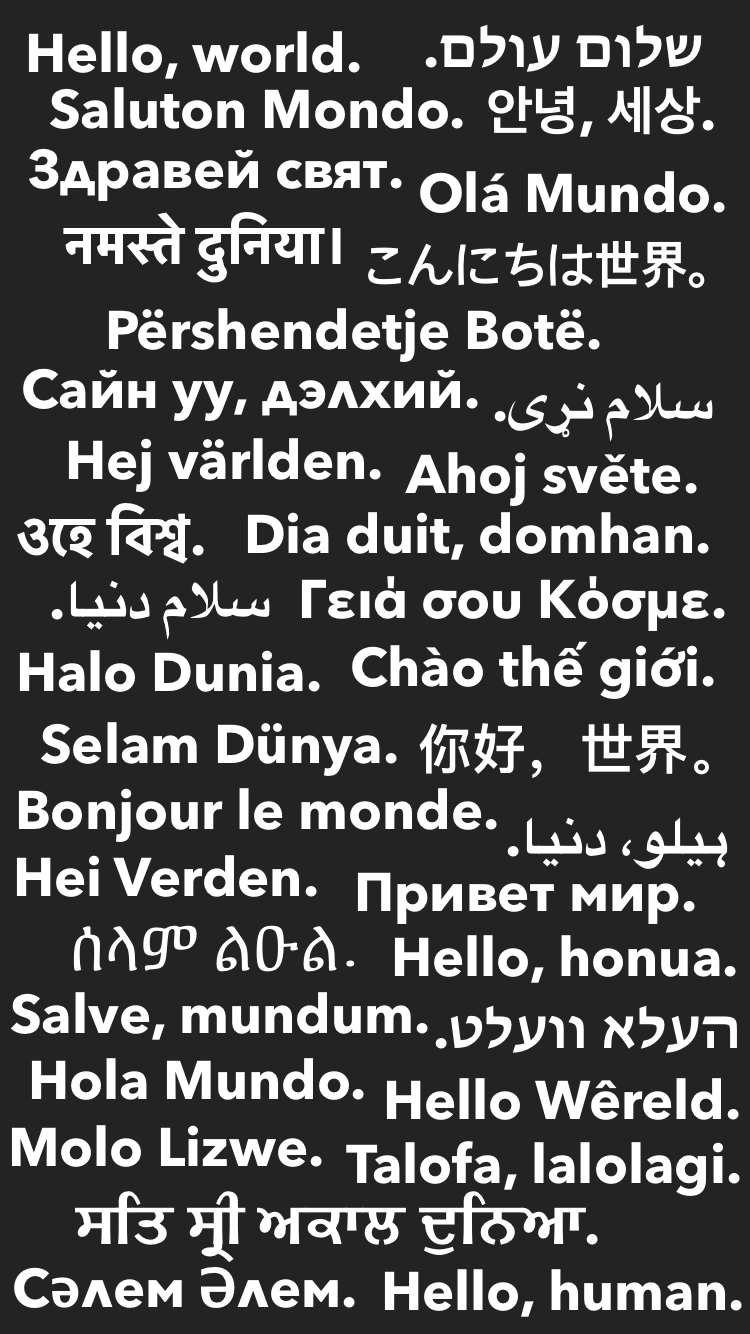 Hello, world. שלום עולם.
Saluton Mondo. 안녕, 세상.
Здравей свят. Olá Mundo.
नमस्ते दुनिया। こんにちは世界。
Përshendetje Botë.
Сайн уу, дэлхий. سلام نړۍ.
Hej världen. Ahoj světe.
ওহে বিশ্ব. Dia duit, domhan.
سلام دنیا. Γειά σου Κόσμε.
Halo Dunia. Chào thế giới.
Selam Dünya. 你好，世界。
Bonjour le monde. ہیلو، دنیا.
Hei Verden. Привет мир.
ሰላም ልዑል. Hello, honua.
Salve, mundum. העלא וועלט.
Hola Mundo. Hello Wêreld.
Molo Lizwe. Talofa, lalolagi.
ਸਤਿ ਸ੍ਰੀ ਅਕਾਲ ਦੁਨਿਆ.
Сәлем Әлем. Hello, human.